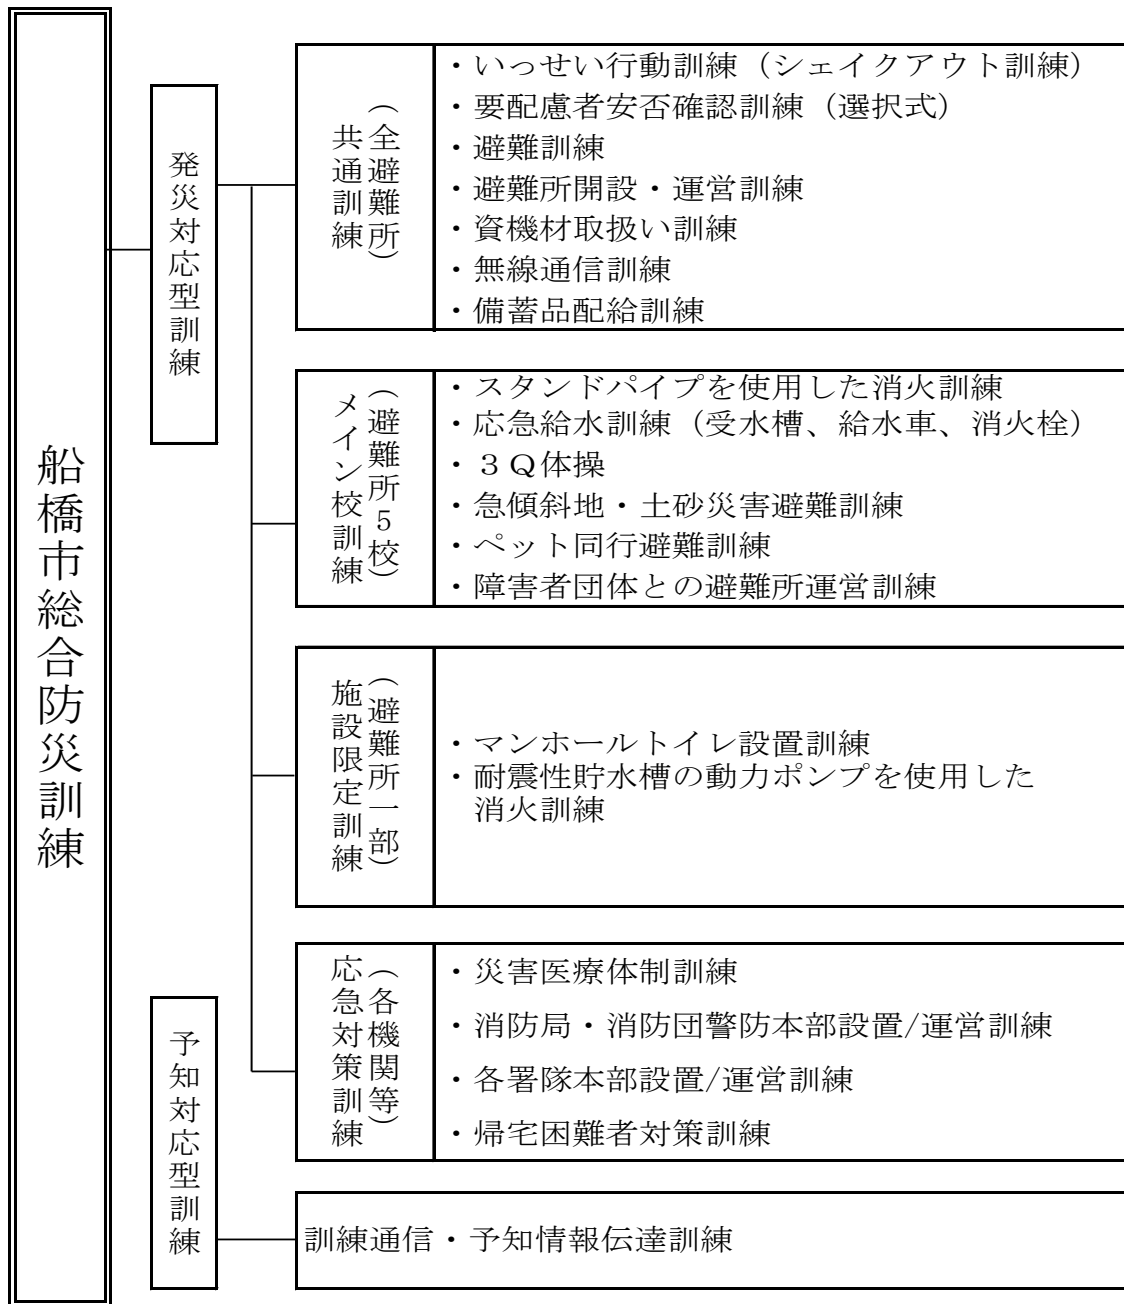 船橋市総合防災訓練
発災対応型訓練
共通訓練
（全避難所）
・いっせい行動訓練（シェイクアウト訓練）
・要配慮者安否確認訓練（選択式）
・避難訓練
・避難所開設・運営訓練
・資機材取扱い訓練
・無線通信訓練
・備蓄品配給訓練
メイン校訓練
（避難所5校）
・スタンドパイプを使用した消火訓練
・応急給水訓練（受水槽、給水車、消火栓）
・３Ｑ体操
・急傾斜地・土砂災害避難訓練
・ペット同行避難訓練
・障害者団体との避難所運営訓練
施設限定訓練
（避難所一部）
・マンホールトイレ設置訓練
・耐震性貯水槽の動力ポンプを使用した
消火訓練
応急対策訓練
（各機関等）
・災害医療体制訓練
・消防局・消防団警防本部設置/運営訓練
・各署隊本部設置/運営訓練
・帰宅困難者対策訓練
予知対応型訓練
訓練通信・予知情報伝達訓練